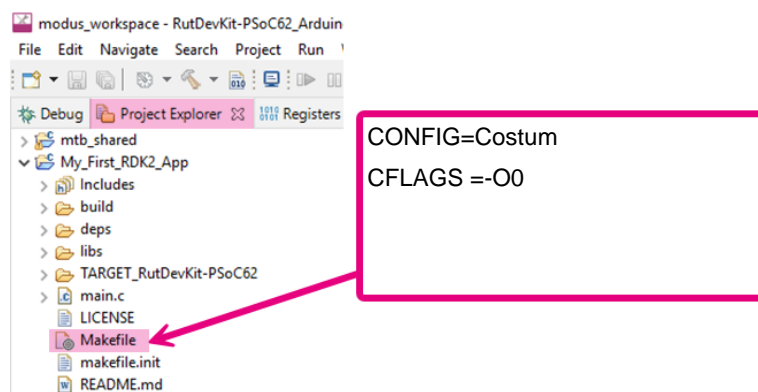 modus_workspace - RutDevKit-PSoC62_Arduin
File Edit Navigate Search Project Run
Debug Project Explorer Registers
mtb_shared
My_First_RDK2_App
Includes
build
deps
libs
TARGET_RutDevKit-PSoC62
main.c
LICENSE
Makefile
makefile.init
README.md
CONFIG=Costum
CFLAGS =-O0